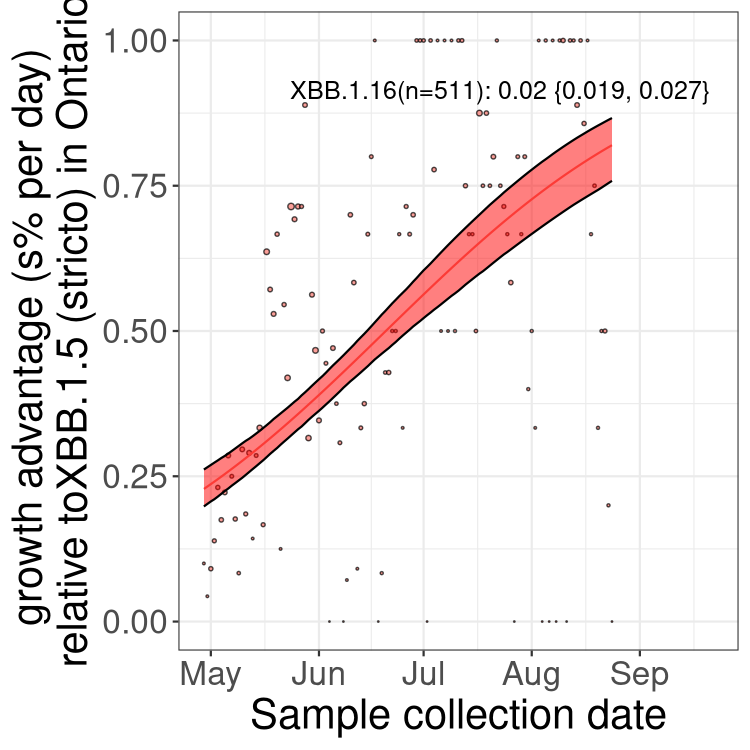 growth advantage (s% per day)
relative toXBB.1.5 (stricto) in Ontario
1.00
0.75
0.50
0.25
0.00
XBB.1.16(n=511): 0.02 {0.019, 0.027}
May Jun Jul Aug Sep
Sample collection date